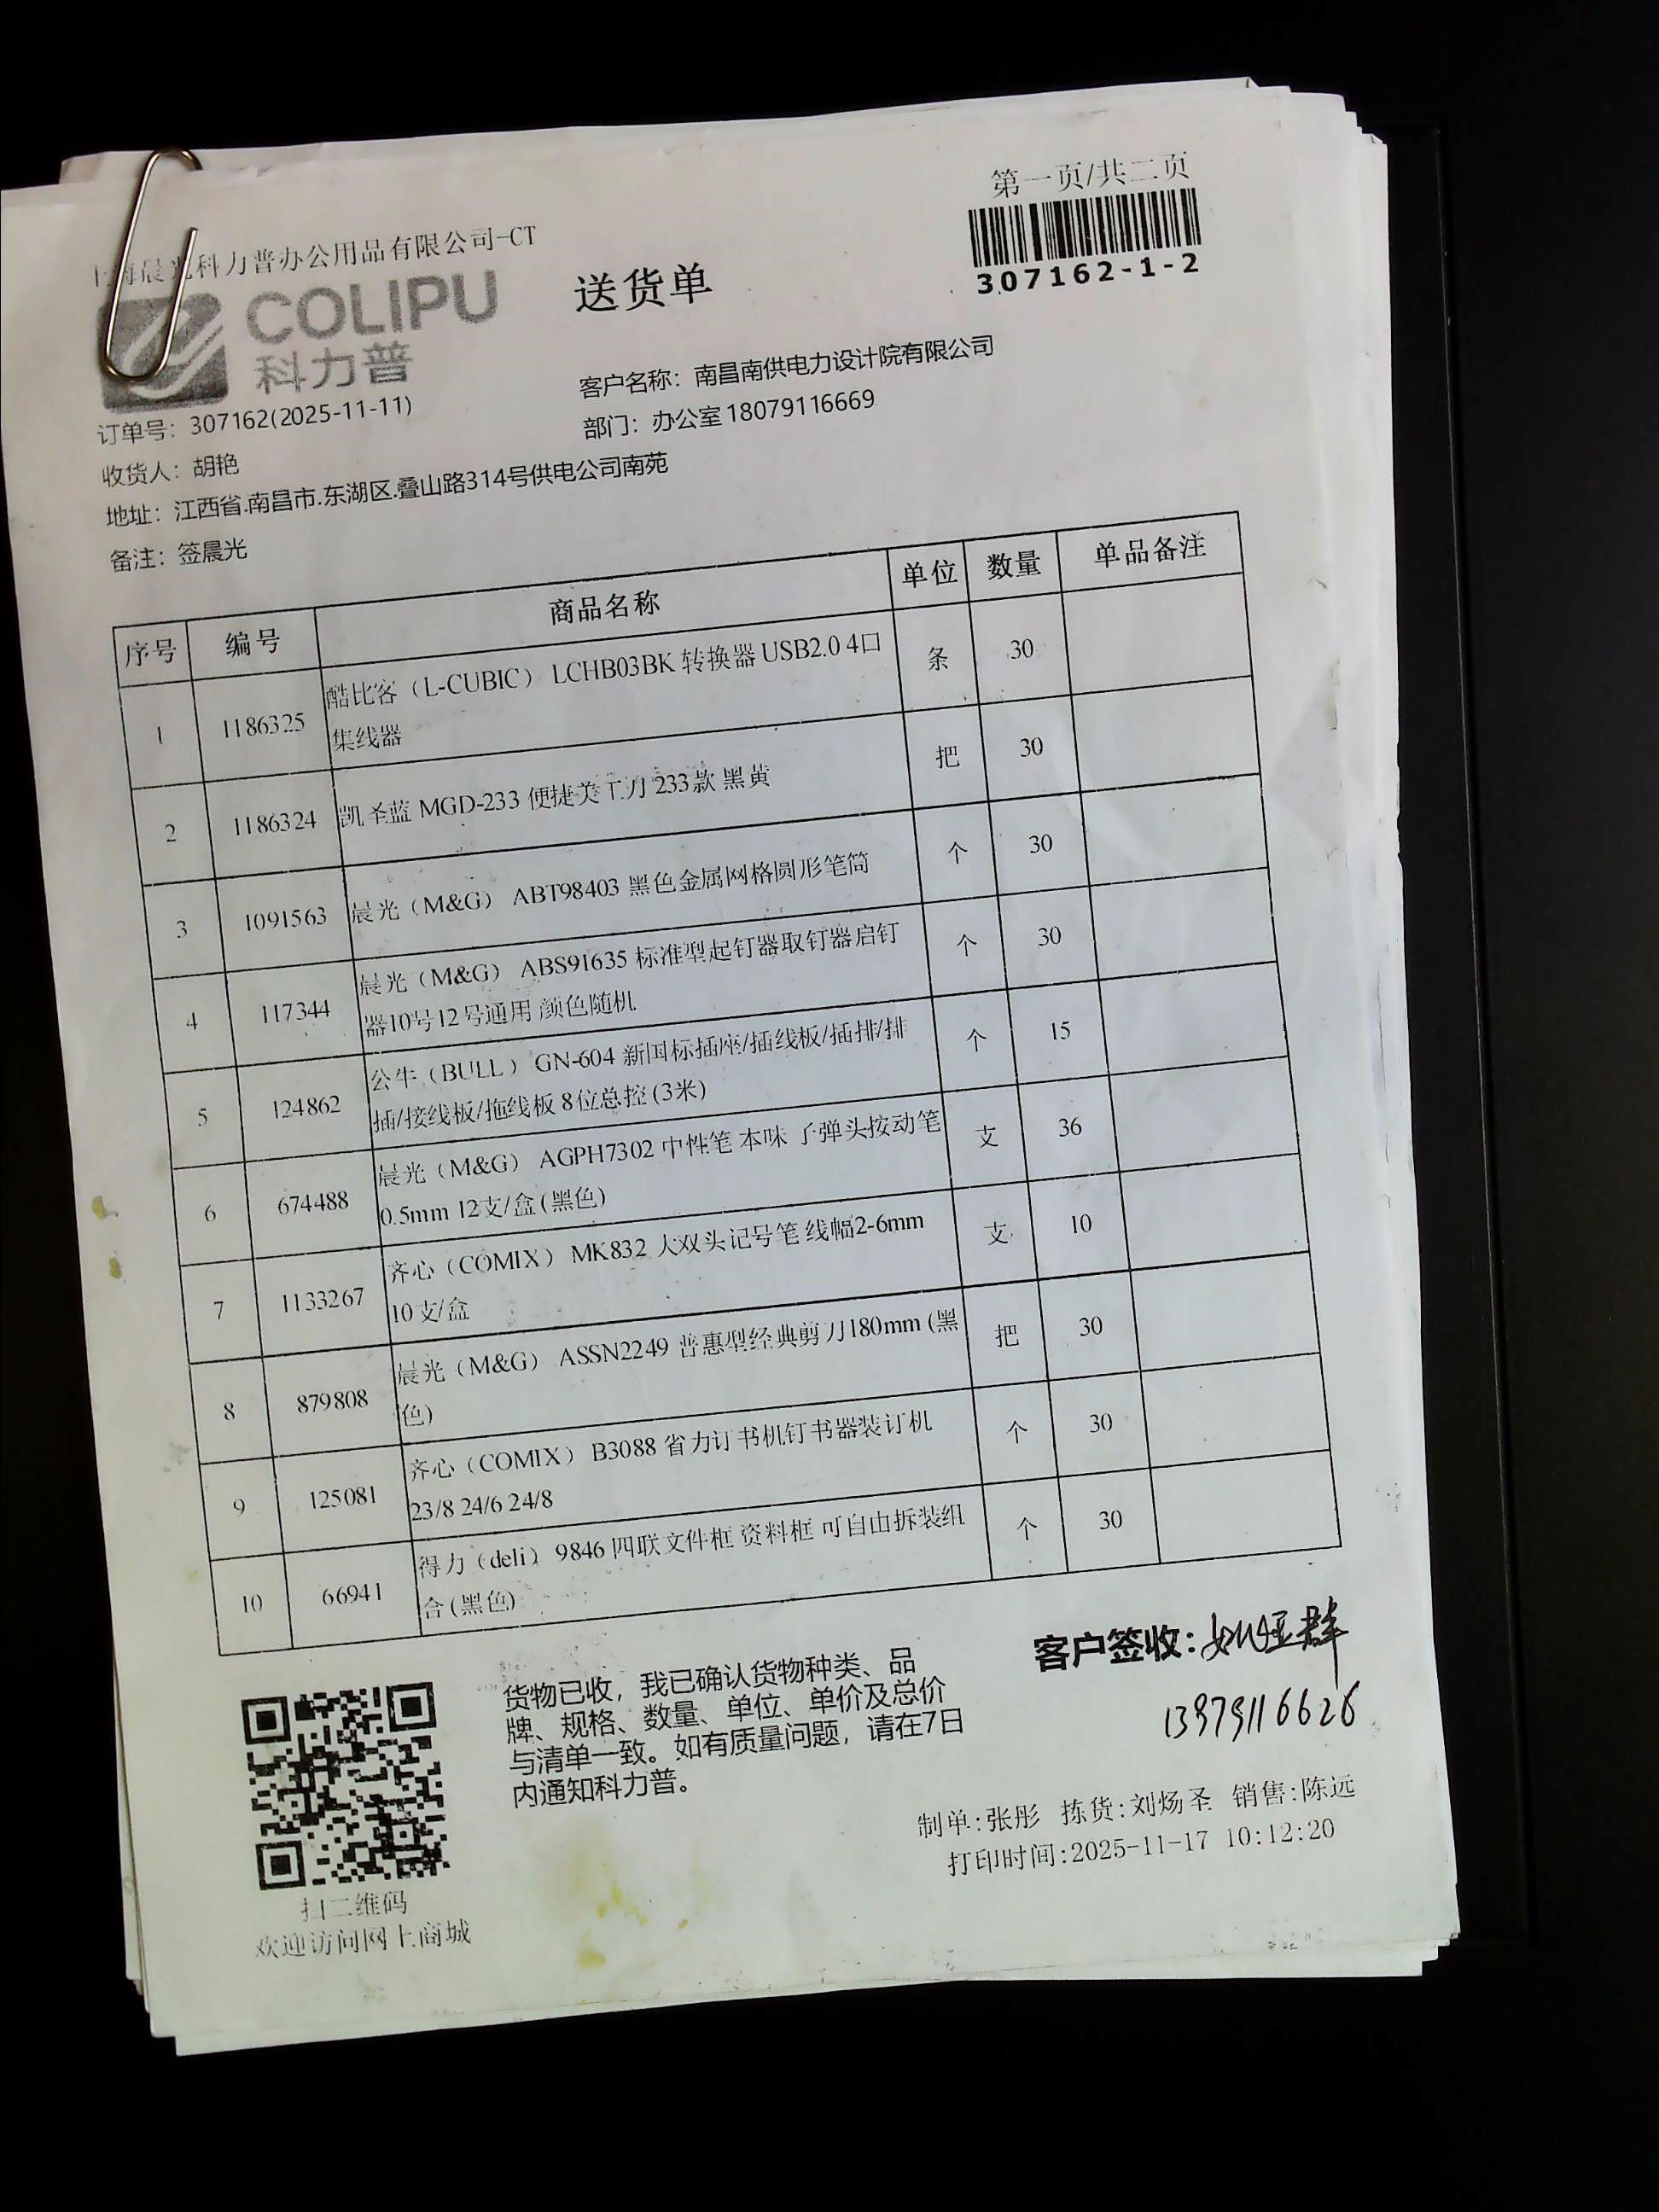 第一页/共二页
上海晨光科力普办公用品有限公司-CT
COLIPU
科力普
送货单
307162-1-2
订单号：307162(2025-11-11)
客户名称：南昌南供电力设计院有限公司
收货人：胡艳
部门：办公室18079116669
地址：江西省.南昌市.东湖区.叠山路314号供电公司南苑
备注：签晨光
序号 编号 商品名称 单位 数量 单品备注
1 1186325 酷比客（L-CUBIC） LCHB03BK 转换器 USB2.0 4口
集线器 条 30
2 1186324 凯圣蓝 MGD-233 便捷美工刀 233款 黑黄 把 30
3 1091563 晨光（M&G） ABT98403 黑色金属网格圆形笔筒 个 30
4 117344 晨光（M&G） ABS91635 标准型起钉器取钉器启钉
器10号12号通用 颜色随机 个 30
5 124862 公牛（BULL） GN-604 新国标插座/插线板/插排/排
插/接线板/拖线板 8位总控 (3米) 个 15
6 674488 晨光（M&G） AGPH7302 中性笔 本味 子弹头按动笔
0.5mm 12支/盒 (黑色) 支 36
7 1133267 齐心（COMIX） MK832 大双头记号笔 线幅2-6mm
10支/盒 支 10
8 879808 晨光（M&G） ASSN2249 普惠型经典剪刀180mm (黑
色) 把 30
9 125081 齐心（COMIX） B3088 省力订书机钉书器装订机
23/8 24/6 24/8 个 30
10 66941 得力（deli） 9846 四联文件框 资料框 可自由拆装组
合 (黑色) 个 30
货物已收，我已确认货物种类、品
牌、规格、数量、单位、单价及总价
与清单一致。如有质量问题，请在7日
内通知科力普。
客户签收：
13979116626
制单:张彤 拣货:刘炀圣 销售:陈远
打印时间:2025-11-17 10:12:20
扫二维码
欢迎访问网上商城